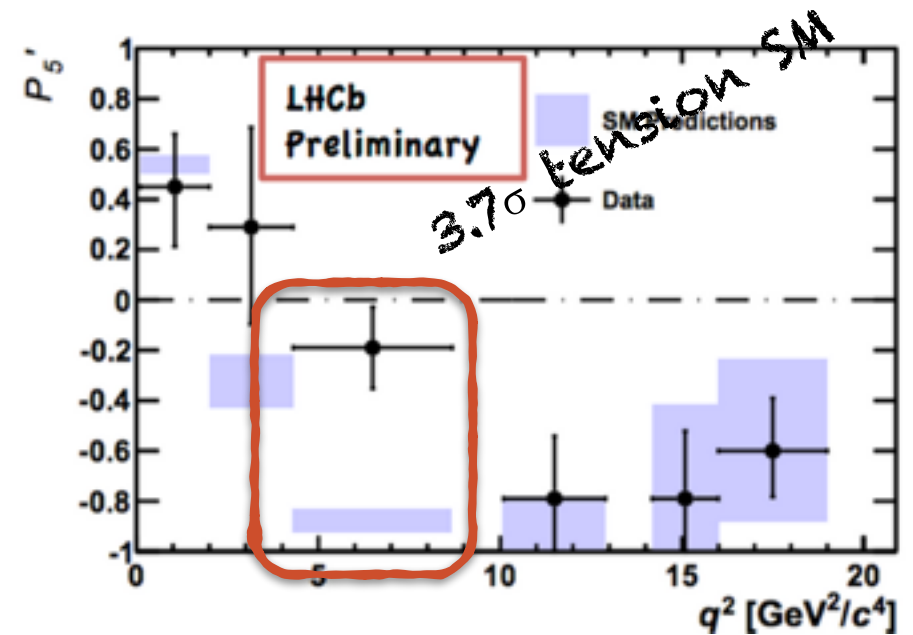 P5'
1
0.8
0.6
0.4
0.2
0
-0.2
-0.4
-0.6
-0.8
-1
LHCb
Preliminary
3.7σ tension SM
SM Predictions
Data
0 5 10 15 20
q² [GeV²/c⁴]